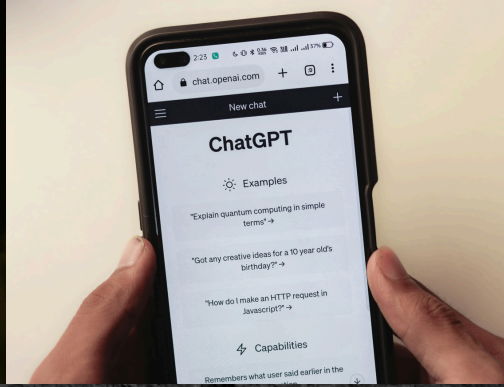 2:23
37%
chat.openai.com
New chat
ChatGPT
Examples
"Explain quantum computing in simple
terms" →
"Got any creative ideas for a 10 year old's
birthday?" →
"How do I make an HTTP request in
Javascript?" →
Capabilities
Remembers what user said earlier in the